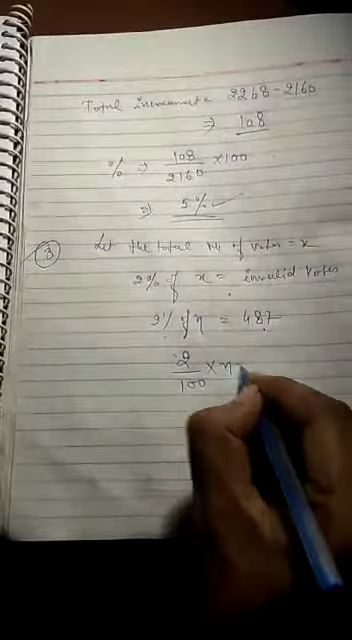 Total increment = 2268 - 2160
⇒ 108
% ⇒ 108/2160 × 100
⇒ 5% ✓
③ Let the total no of votes = x
2% of x = invalid votes
2% of x = 487
2/100 × x